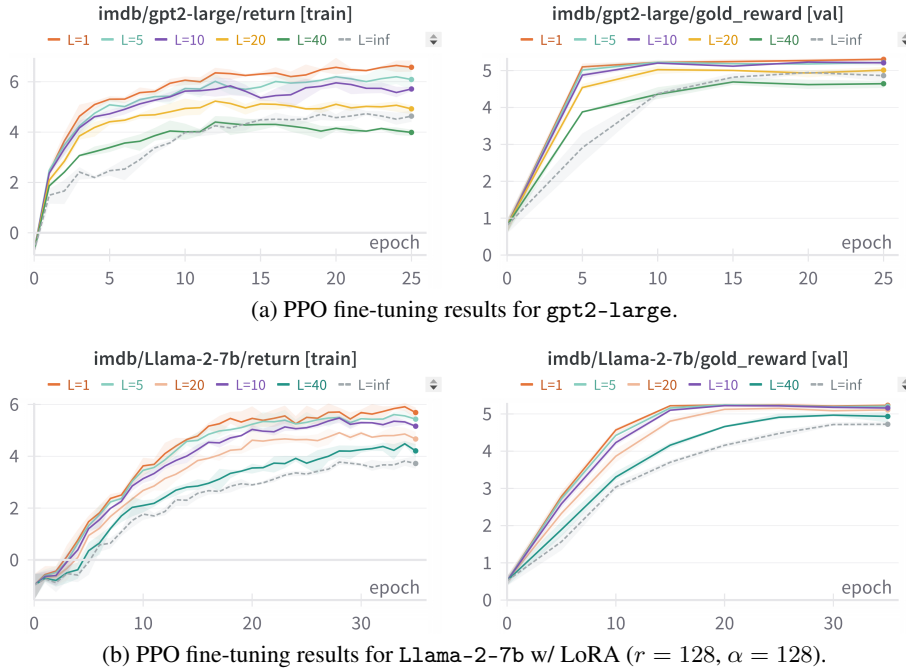 imdb/gpt2-large/return [train]
L=1 L=5 L=10 L=20 L=40 L=inf
6
4
2
0
epoch
0 5 10 15 20 25
imdb/gpt2-large/gold_reward [val]
L=1 L=5 L=10 L=20 L=40 L=inf
5
4
3
2
1
0
epoch
0 5 10 15 20 25
(a) PPO fine-tuning results for gpt2-large.
imdb/Llama-2-7b/return [train]
L=1 L=5 L=20 L=10 L=40 L=inf
6
4
2
0
epoch
0 10 20 30
imdb/Llama-2-7b/gold_reward [val]
L=1 L=5 L=20 L=10 L=40 L=inf
5
4
3
2
1
0
epoch
0 10 20 30
(b) PPO fine-tuning results for Llama-2-7b w/ LoRA (r = 128, α = 128).